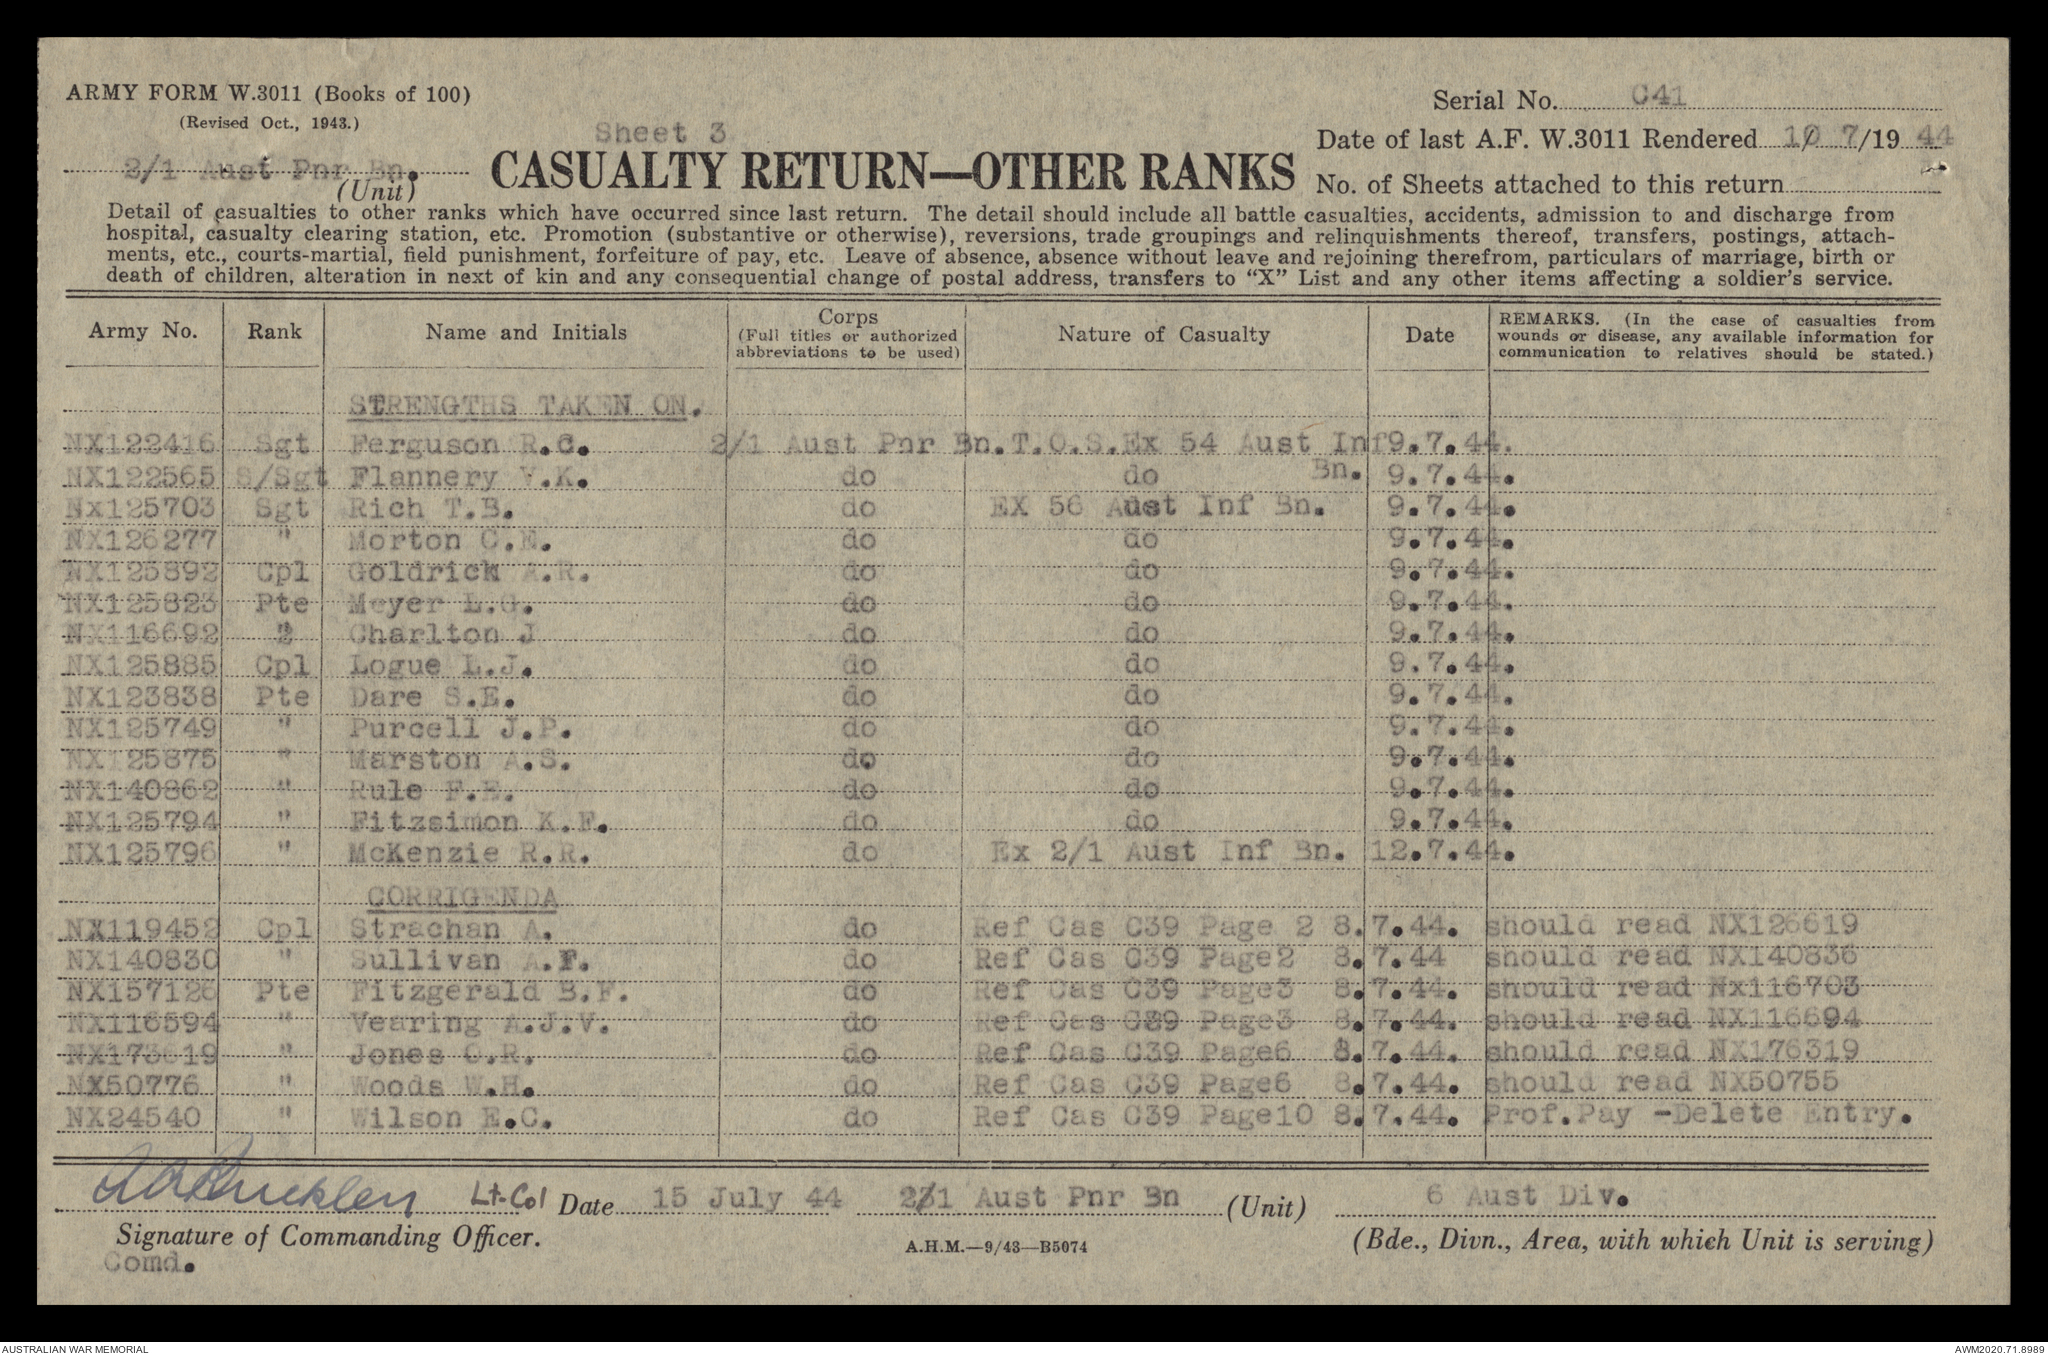 ARMY FORM W.3011 (Books of 100)
(Revised Oct., 1943.)
Sheet 3
Serial No. C41
2/1 Aust Pnr Bn.
(Unit)
CASUALTY RETURN—OTHER RANKS
Date of last A.F. W.3011 Rendered 10 7/19 44
No. of Sheets attached to this return
Detail of casualties to other ranks which have occurred since last return. The detail should include all battle casualties, accidents, admission to and discharge from
hospital, casualty clearing station, etc. Promotion (substantive or otherwise), reversions, trade groupings and relinquishments thereof, transfers, postings, attach-
ments, etc., courts-martial, field punishment, forfeiture of pay, etc. Leave of absence, absence without leave and rejoining therefrom, particulars of marriage, birth or
death of children, alteration in next of kin and any consequential change of postal address, transfers to "X" List and any other items affecting a soldier's service.
Army No. Rank Name and Initials Corps (Full titles or authorized abbreviations to be used) Nature of Casualty Date REMARKS. (In the case of casualties from wounds or disease, any available information for communication to relatives should be stated.)
STRENGTHS TAKEN ON.
NX122416 Sgt Ferguson R.C. 2/1 Aust Pnr Bn. T.O.S.Ex 54 Aust Inf 9.7.44.
NX122565 S/Sgt Flannery V.K. do do Bn. 9.7.44.
Nx125703 Sgt Rich T.B. do EX 56 Aust Inf Bn. 9.7.44.
NX126277 " Morton C.E. do do 9.7.44.
NX125892 Cpl Goldrick A.R. do do 9.7.44.
NX125823 Pte Meyer L.G. do do 9.7.44.
NX116692 " Charlton J do do 9.7.44.
NX125885 Cpl Logue L.J. do do 9.7.44.
NX123838 Pte Dare S.E. do do 9.7.44.
NX125749 " Purcell J.P. do do 9.7.44.
NX125875 " Marston A.S. do do 9.7.44.
NX140862 " Rule F.E. do do 9.7.44.
NX125794 " Fitzsimon K.F. do do 9.7.44.
NX125796 " McKenzie R.R. do Ex 2/1 Aust Inf Bn. 12.7.44.
CORRIGENDA
NX119452 Cpl Strachan A. do Ref Cas C39 Page 2 8.7.44. should read NX126619
NX140830 " Sullivan A.F. do Ref Cas C39 Page2 8.7.44 should read NX140836
NX157126 Pte Fitzgerald B.F. do Ref Cas C39 Page3 8.7.44. should read Nx116703
NX116594 " Vearing A.J.V. do Ref Cas C39 Page3 8.7.44. should read NX116694
NX173619 " Jones C.R. do Ref Cas C39 Page6 8.7.44. should read NX176319
NX50776 " Woods W.H. do Ref Cas C39 Page6 8.7.44. should read NX50755
NX24540 " Wilson E.C. do Ref Cas C39 Page10 8.7.44. Prof.Pay -Delete Entry.
Lt-Col Date 15 July 44 2/1 Aust Pnr Bn (Unit) 6 Aust Div.
Signature of Commanding Officer. A.H.M.—9/43—B5074 (Bde., Divn., Area, with which Unit is serving)
Comd.
AUSTRALIAN WAR MEMORIAL AWM2020.71.8989